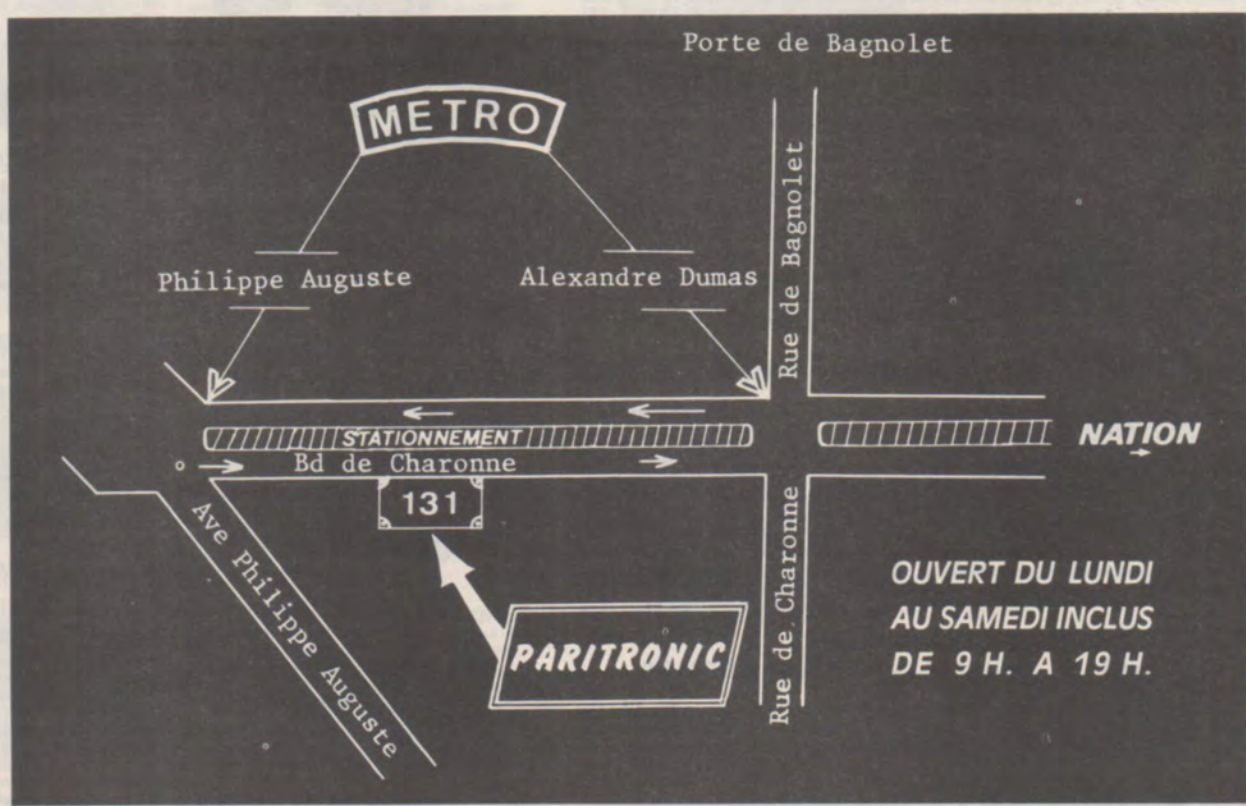 Porte de Bagnolet
METRO
Rue de Bagnolet
Philippe Auguste
Alexandre Dumas
STATIONNEMENT
NATION
Bd de Charonne
131
Ave Philippe Auguste
Rue de Charonne
PARITRONIC
OUVERT DU LUNDI
AU SAMEDI INCLUS
DE 9 H. A 19 H.